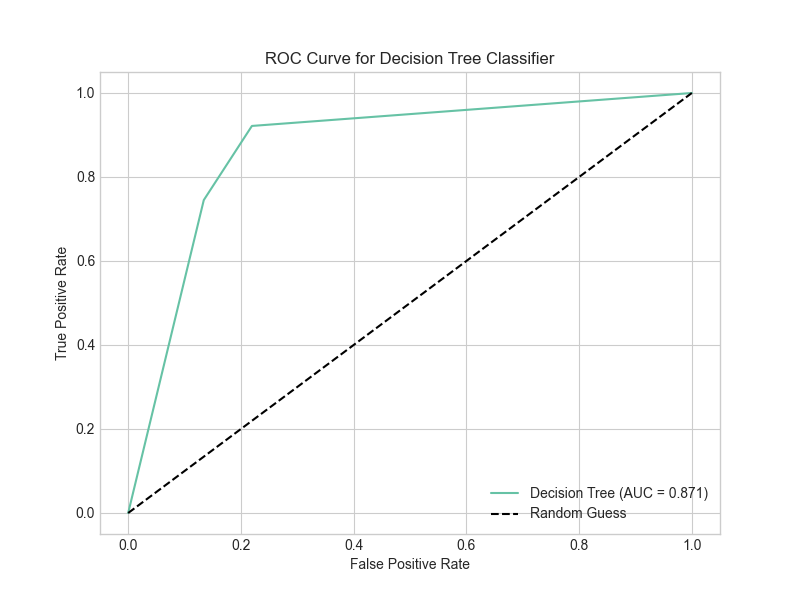 ROC Curve for Decision Tree Classifier
1.0
0.8
0.6
0.4
0.2
0.0
True Positive Rate
Decision Tree (AUC = 0.871)
Random Guess
0.0 0.2 0.4 0.6 0.8 1.0
False Positive Rate